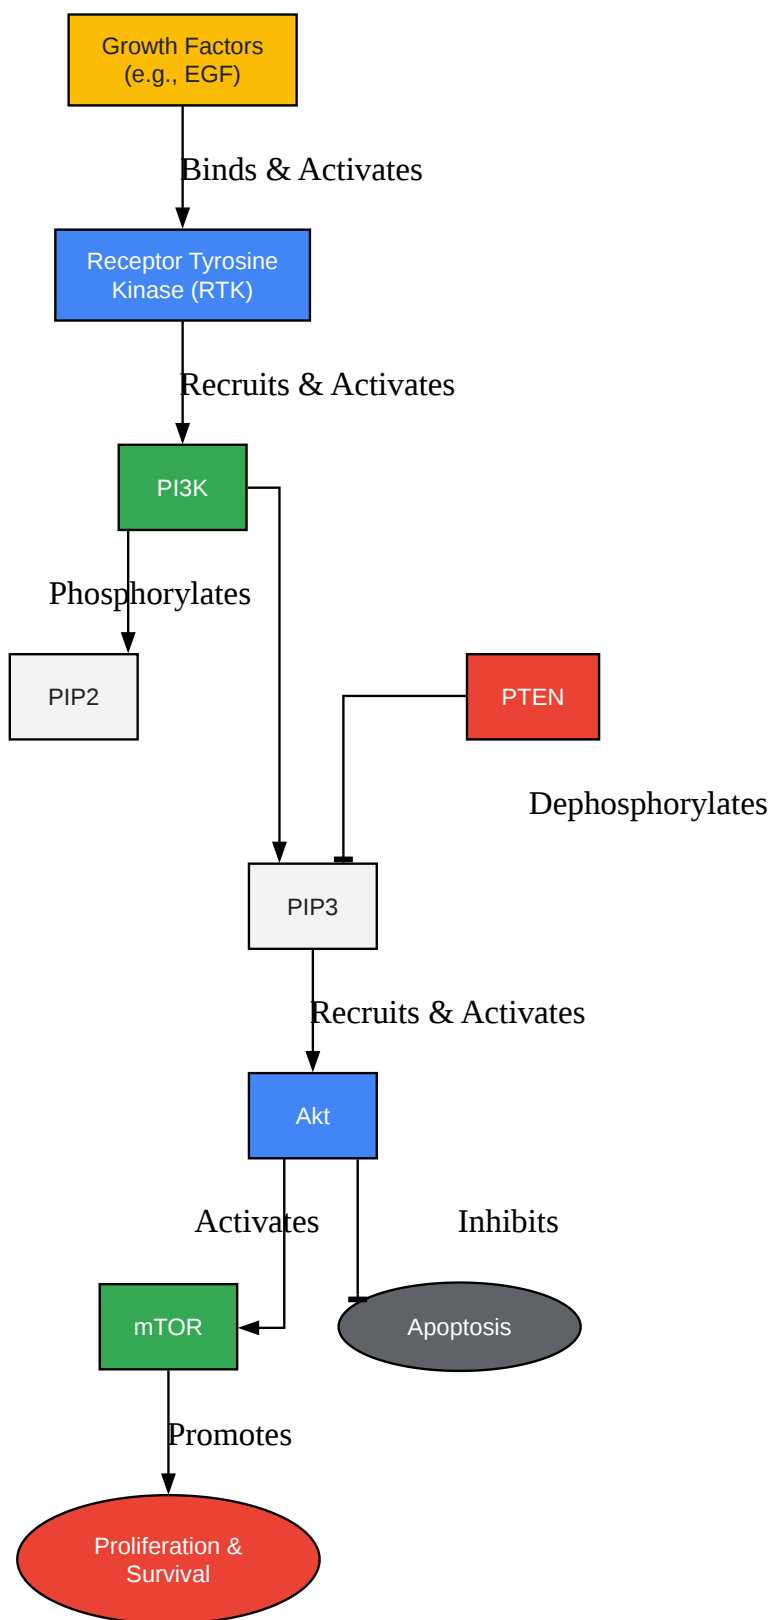 Growth Factors
(e.g., EGF)
Binds & Activates
Receptor Tyrosine
Kinase (RTK)
Recruits & Activates
PI3K
Phosphorylates
PIP2
PTEN
Dephosphorylates
PIP3
Recruits & Activates
Akt
Activates
Inhibits
mTOR
Apoptosis
Promotes
Proliferation &
Survival